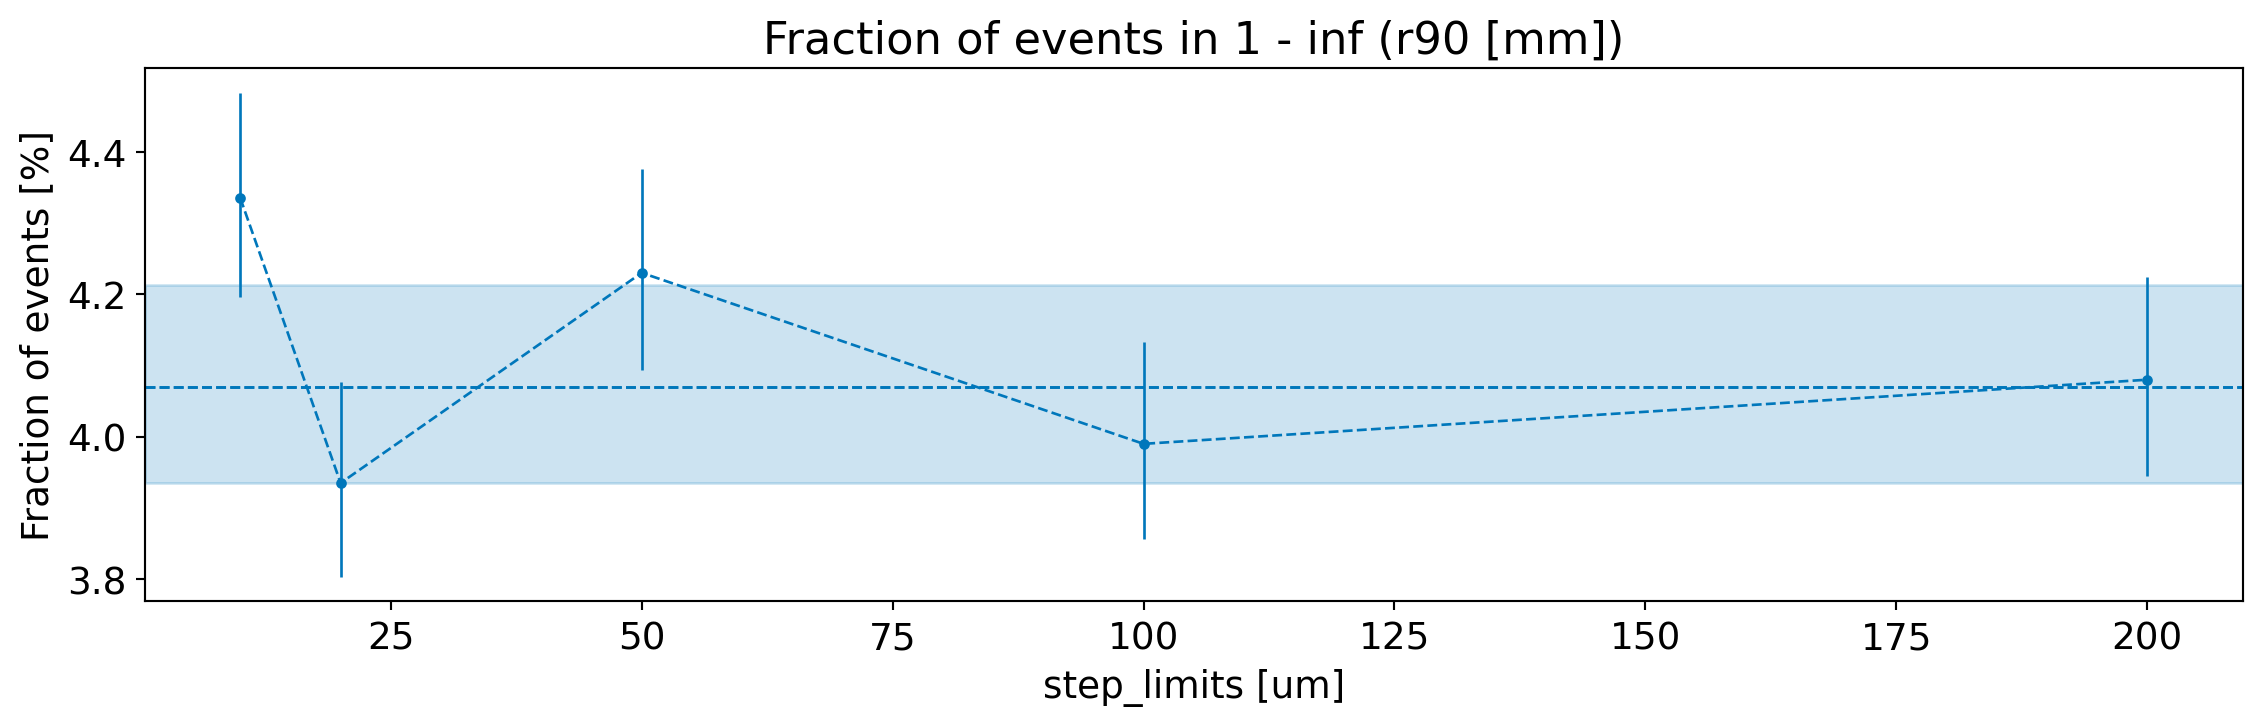 Fraction of events in 1 - inf (r90 [mm])
Fraction of events [%]
4.4
4.2
4.0
3.8
25 50 75 100 125 150 175 200
step_limits [um]